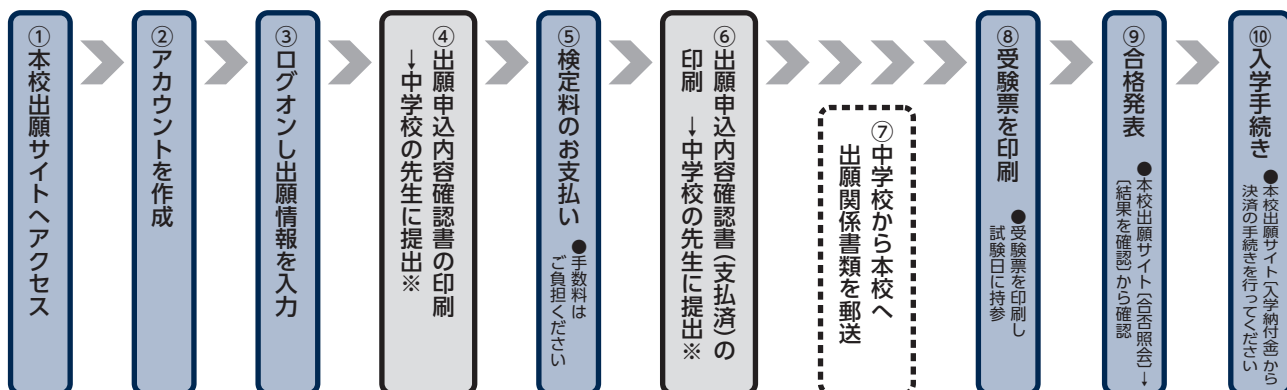 ①本校出願サイトへアクセス
②アカウントを作成
③ログオンし出願情報を入力
④出願申込内容確認書の印刷
→中学校の先生に提出※
⑤検定料のお支払い
●手数料は
ご負担ください
⑥出願申込内容確認書(支払済)の
印刷 →中学校の先生に提出※
⑦中学校から本校へ
出願関係書類を郵送
⑧受験票を印刷
●受験票を印刷し
試験日に持参
⑨合格発表
●本校出願サイト〔合否照会〕→
〔結果を確認〕から確認
⑩入学手続き
●本校出願サイト〔入学納付金〕から
決済の手続きを行ってください